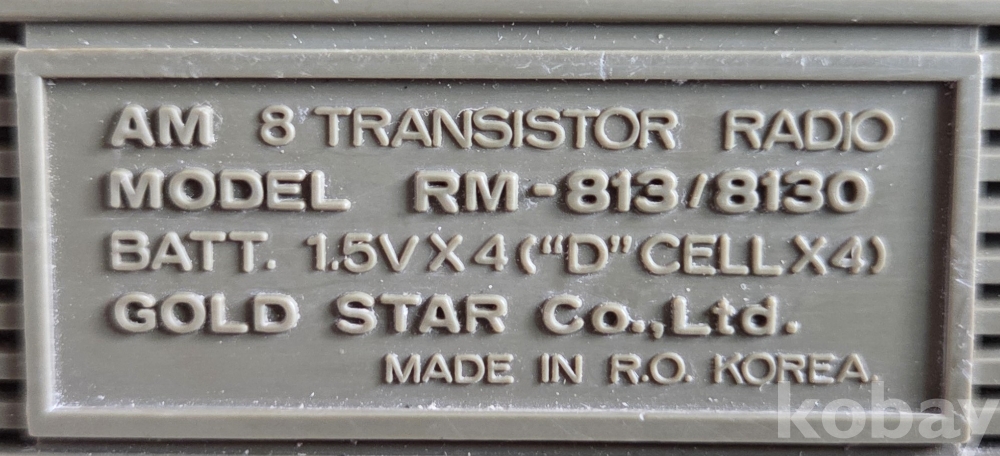 AM 8 TRANSISTOR RADIO
MODEL RM-813/8130
BATT. 1.5V X 4 ("D" CELL X 4)
GOLD STAR Co.,Ltd.
MADE IN R.O. KOREA.
kobay